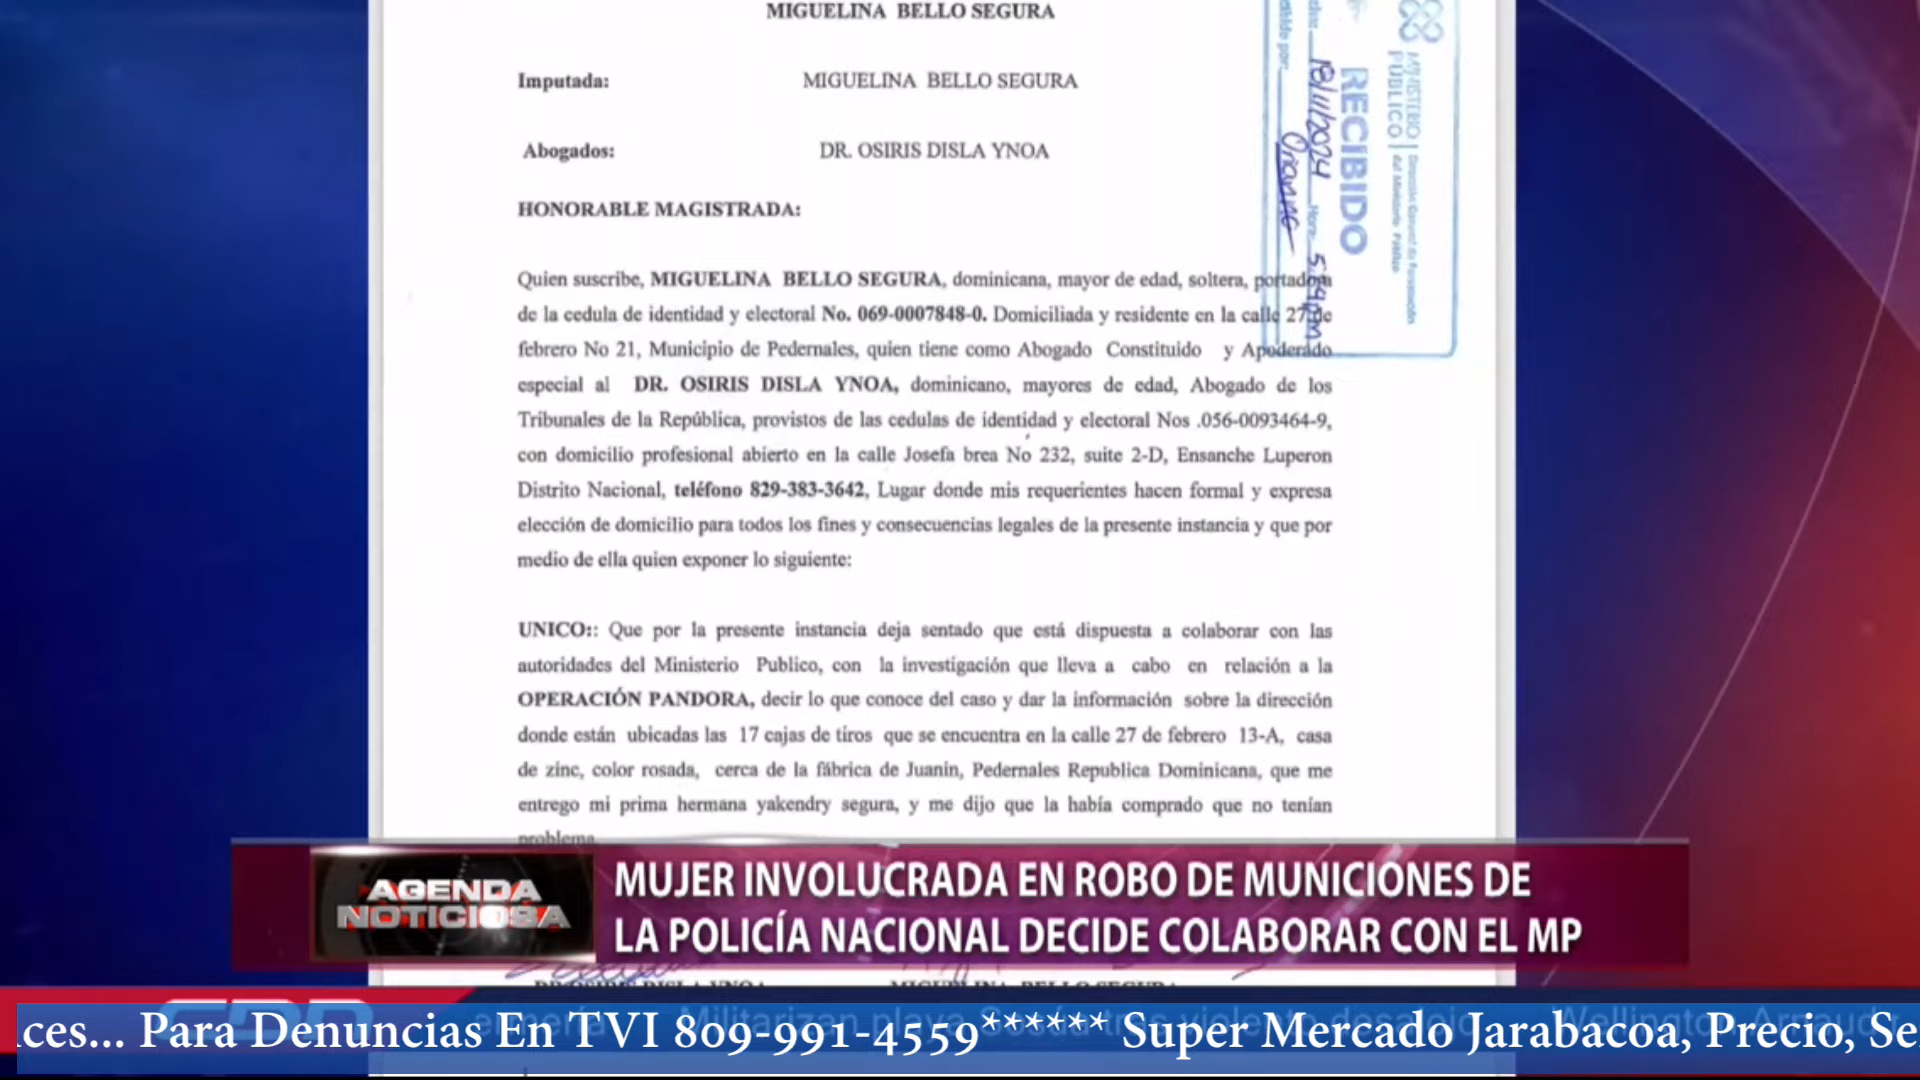 MIGUELINA BELLO SEGURA
Imputada: MIGUELINA BELLO SEGURA
Abogados: DR. OSIRIS DISLA YNOA
HONORABLE MAGISTRADA:
MINISTERIO PÚBLICO
RECIBIDO
18/11/2024
Hora:
Quien suscribe, MIGUELINA BELLO SEGURA, dominicana, mayor de edad, soltera, portadora
de la cedula de identidad y electoral No. 069-0007848-0. Domiciliada y residente en la calle 27 de
febrero No 21, Municipio de Pedernales, quien tiene como Abogado Constituido y Apoderado
especial al DR. OSIRIS DISLA YNOA, dominicano, mayores de edad, Abogado de los
Tribunales de la República, provistos de las cedulas de identidad y electoral Nos .056-0093464-9,
con domicilio profesional abierto en la calle Josefa brea No 232, suite 2-D, Ensanche Luperon
Distrito Nacional, teléfono 829-383-3642, Lugar donde mis requerientes hacen formal y expresa
elección de domicilio para todos los fines y consecuencias legales de la presente instancia y que por
medio de ella quien exponer lo siguiente:
UNICO:: Que por la presente instancia deja sentado que está dispuesta a colaborar con las
autoridades del Ministerio Publico, con la investigación que lleva a cabo en relación a la
OPERACIÓN PANDORA, decir lo que conoce del caso y dar la información sobre la dirección
donde están ubicadas las 17 cajas de tiros que se encuentra en la calle 27 de febrero 13-A, casa
de zinc, color rosada, cerca de la fábrica de Juanin, Pedernales Republica Dominicana, que me
entrego mi prima hermana yakendry segura, y me dijo que la había comprado que no tenían
problema
AGENDA
NOTICIOSA
MUJER INVOLUCRADA EN ROBO DE MUNICIONES DE
LA POLICÍA NACIONAL DECIDE COLABORAR CON EL MP
ces... Para Denuncias En TVI 809-991-4559****** Super Mercado Jarabacoa, Precio, Se